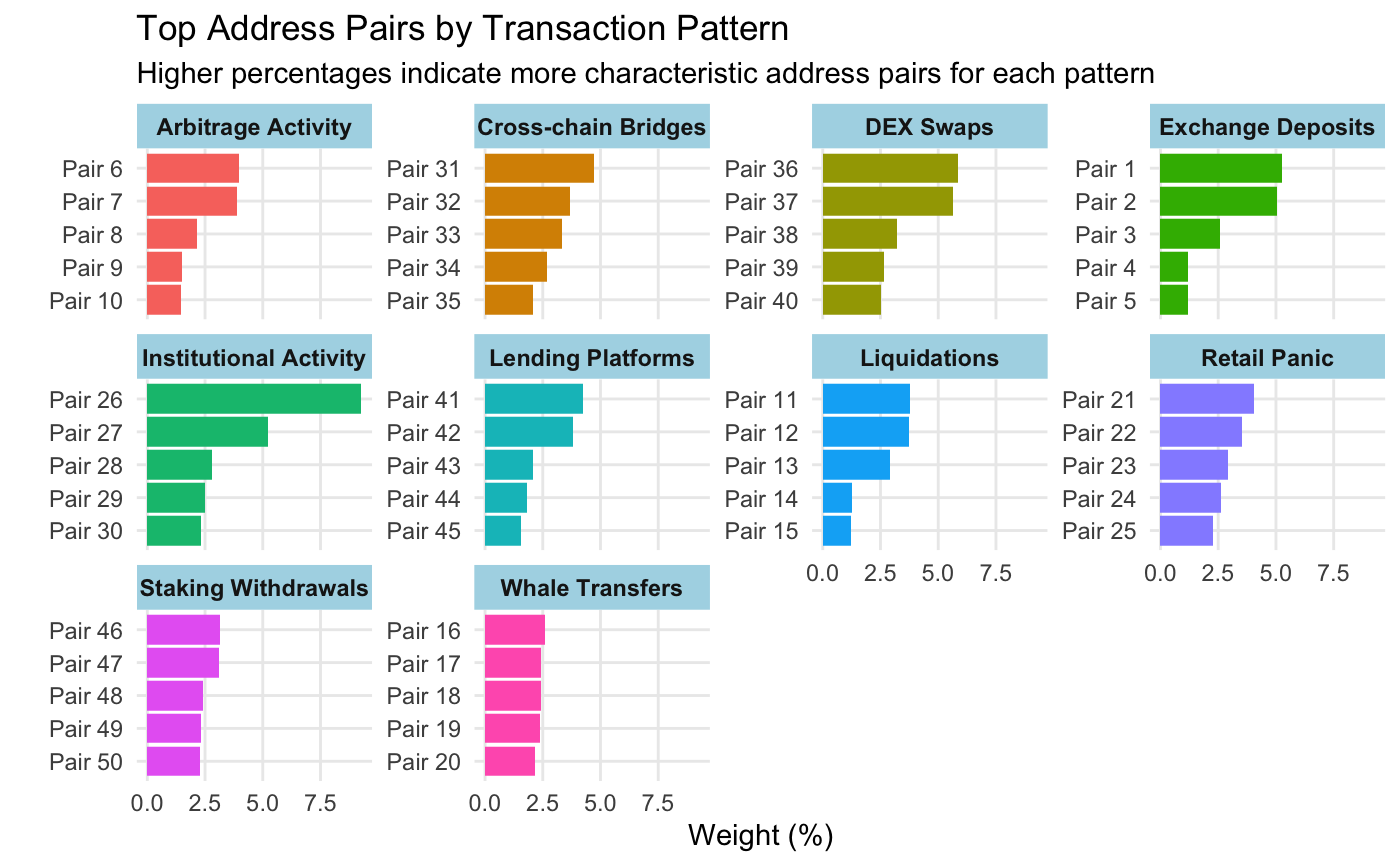 Top Address Pairs by Transaction Pattern
Higher percentages indicate more characteristic address pairs for each pattern
Arbitrage Activity
Pair 6
Pair 7
Pair 8
Pair 9
Pair 10
Cross-chain Bridges
Pair 31
Pair 32
Pair 33
Pair 34
Pair 35
DEX Swaps
Pair 36
Pair 37
Pair 38
Pair 39
Pair 40
Exchange Deposits
Pair 1
Pair 2
Pair 3
Pair 4
Pair 5
Institutional Activity
Pair 26
Pair 27
Pair 28
Pair 29
Pair 30
Lending Platforms
Pair 41
Pair 42
Pair 43
Pair 44
Pair 45
Liquidations
Pair 11
Pair 12
Pair 13
Pair 14
Pair 15
0.0 2.5 5.0 7.5
Retail Panic
Pair 21
Pair 22
Pair 23
Pair 24
Pair 25
0.0 2.5 5.0 7.5
Staking Withdrawals
Pair 46
Pair 47
Pair 48
Pair 49
Pair 50
0.0 2.5 5.0 7.5
Whale Transfers
Pair 16
Pair 17
Pair 18
Pair 19
Pair 20
0.0 2.5 5.0 7.5
Weight (%)